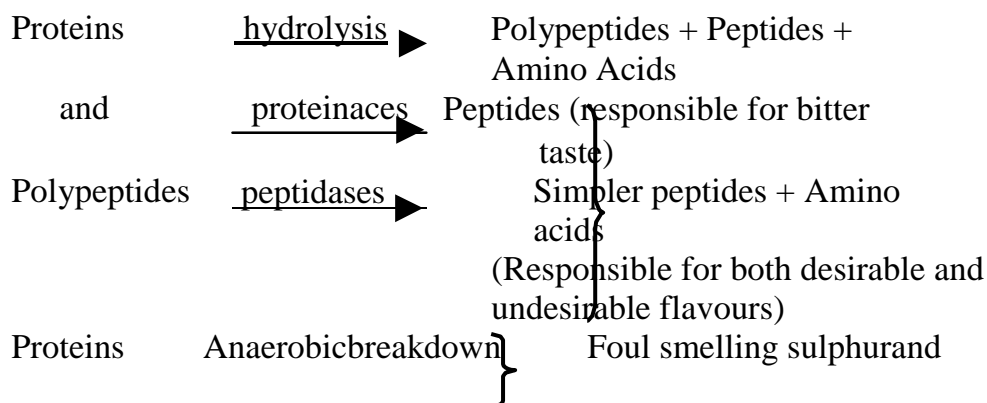 Proteins hydrolysis Polypeptides + Peptides +
Amino Acids
and proteinaces Peptides (responsible for bitter
taste)
Polypeptides peptidases Simpler peptides + Amino
acids
(Responsible for both desirable and
undesirable flavours)
Proteins Anaerobicbreakdown Foul smelling sulphurand